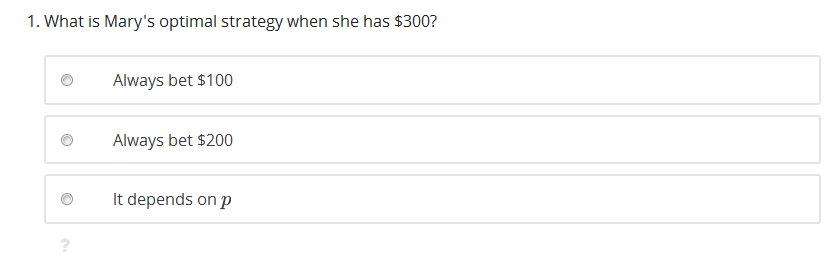 1. What is Mary's optimal strategy when she has $300?
Always bet $100
Always bet $200
It depends on p
?